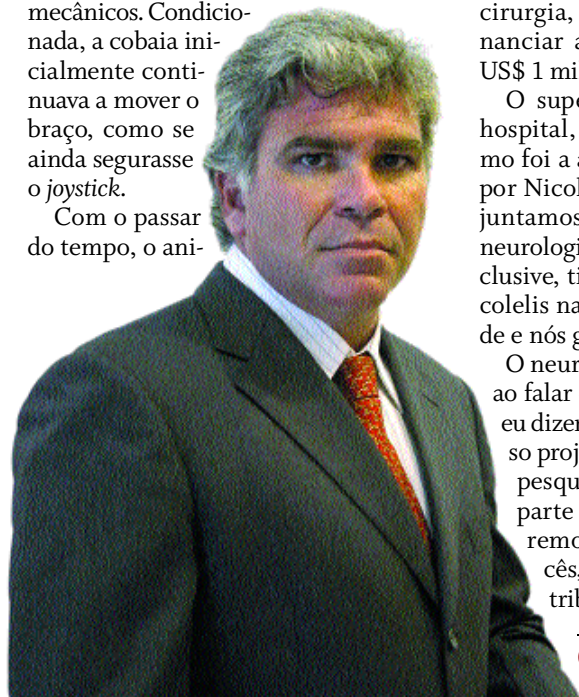 mecânicos. Condicio-
nada, a cobaia ini-
cialmente conti-
nuava a mover o
braço, como se
ainda segurasse
o joystick.
Com o passar
do tempo, o ani-
cirurgia,
nanciar a
US$ 1 mi
O supe
hospital,
mo foi a a
por Nicol
juntamos
neurologi
clusive, ti
colelis na
de e nós g
O neur
ao falar
eu dizer
so proj
pesqu
parte
remo
cês,
trib